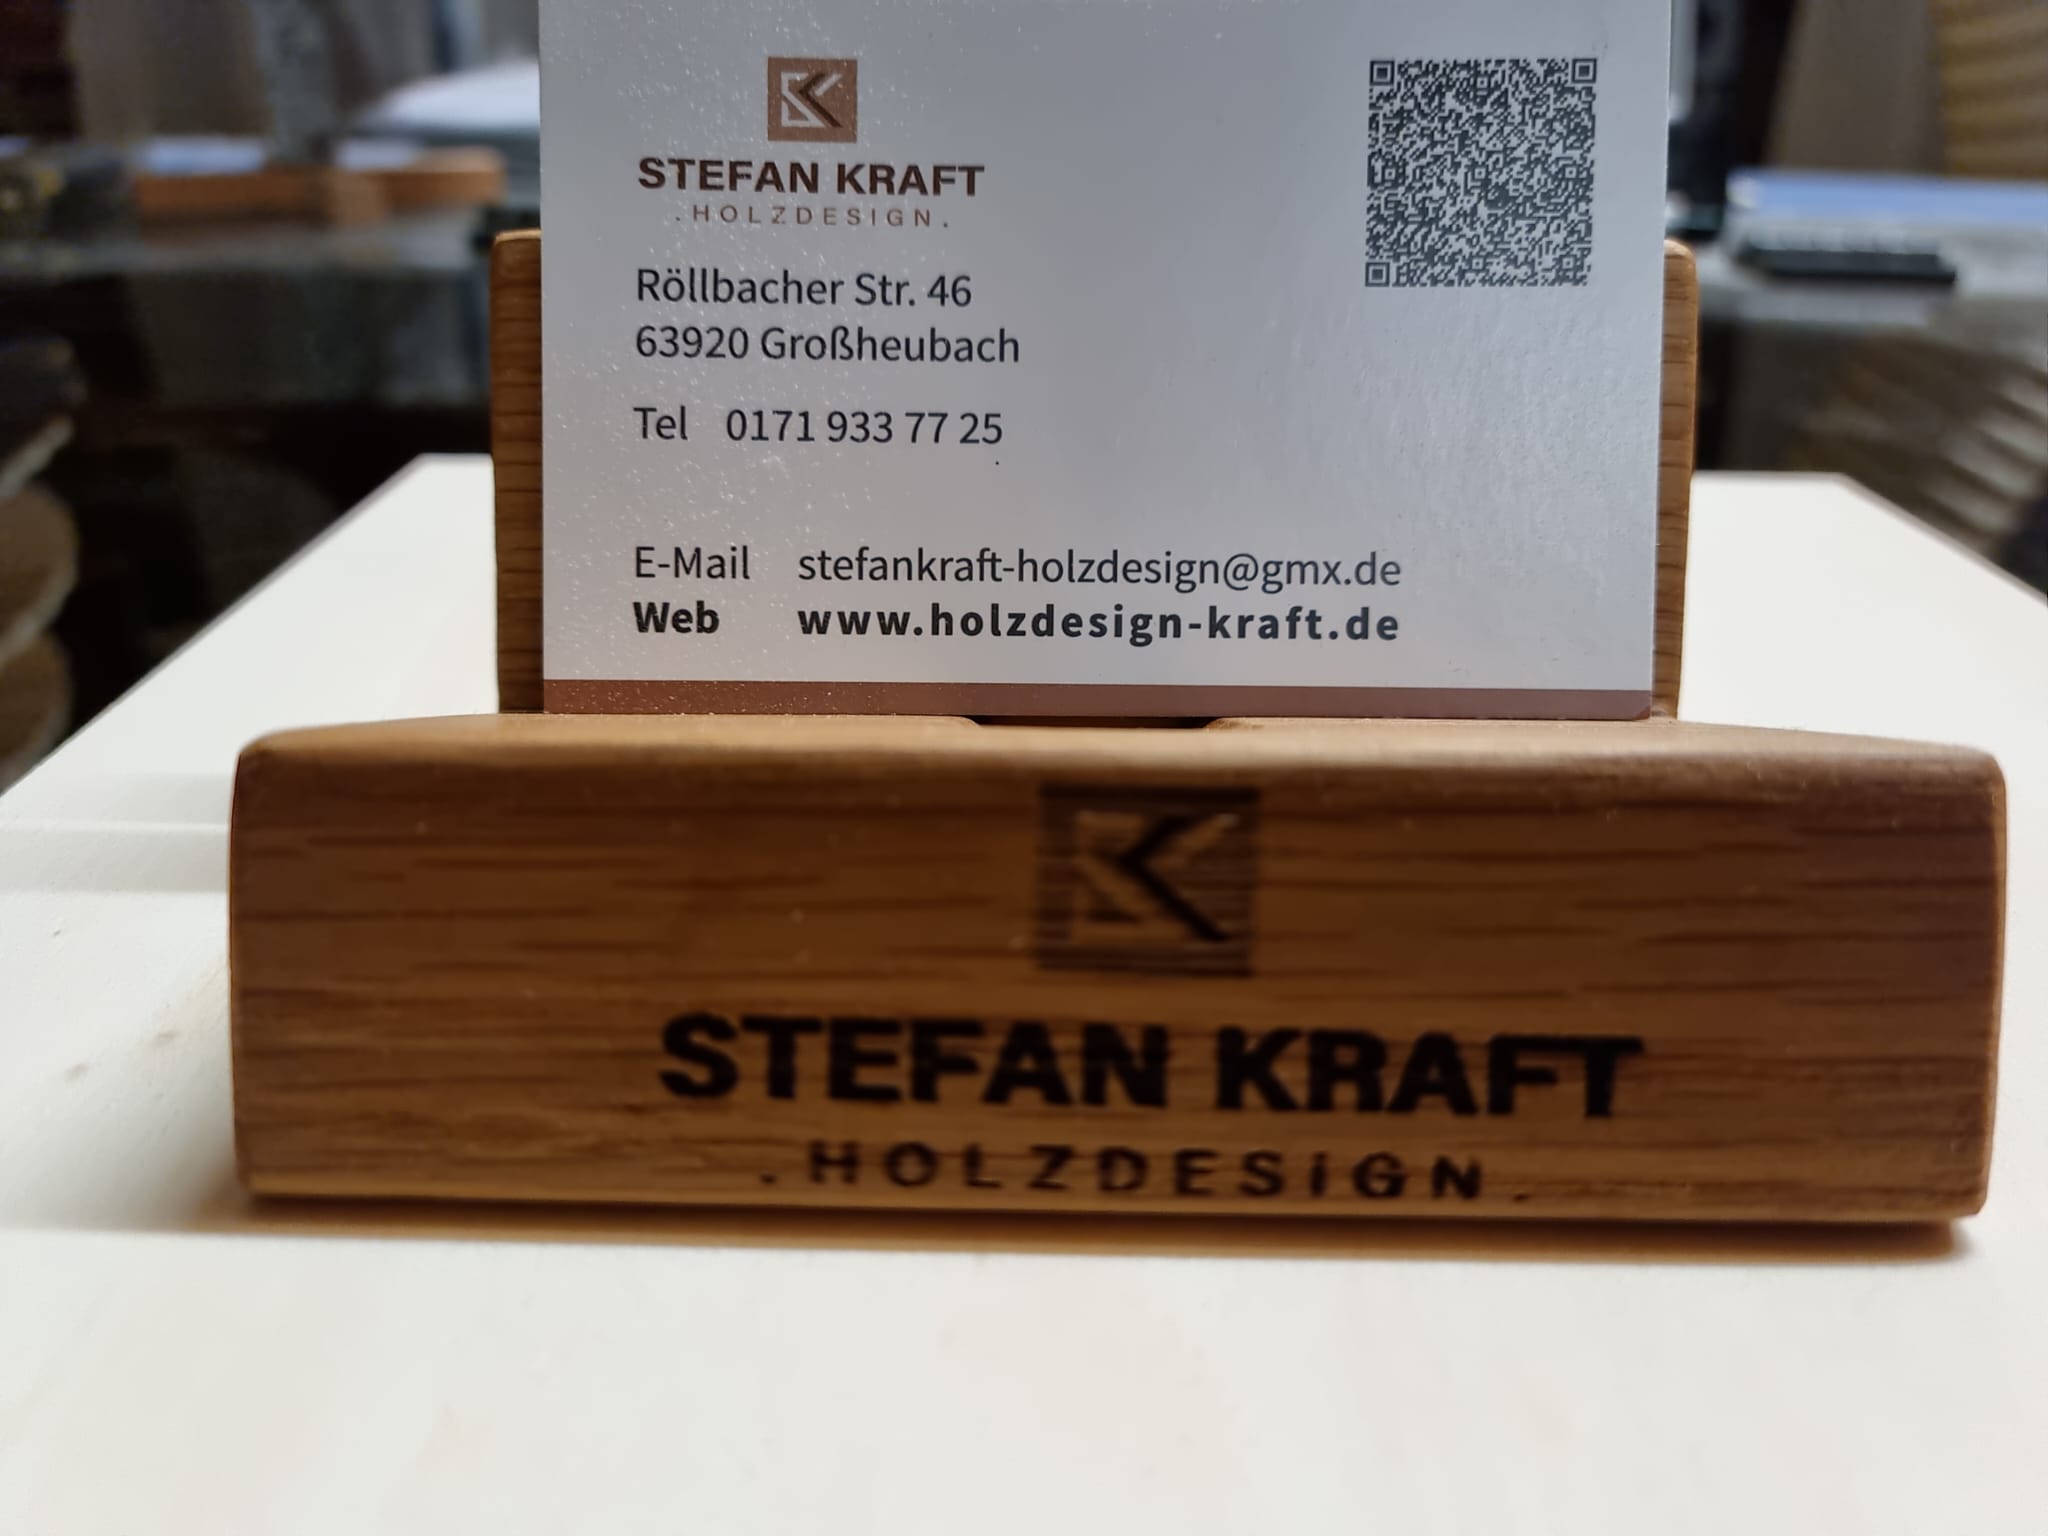 STEFAN KRAFT
.HOLZDESIGN.
Röllbacher Str. 46
63920 Großheubach
Tel 0171 933 77 25
E-Mail stefankraft-holzdesign@gmx.de
Web www.holzdesign-kraft.de
STEFAN KRAFT
.HOLZDESIGN.